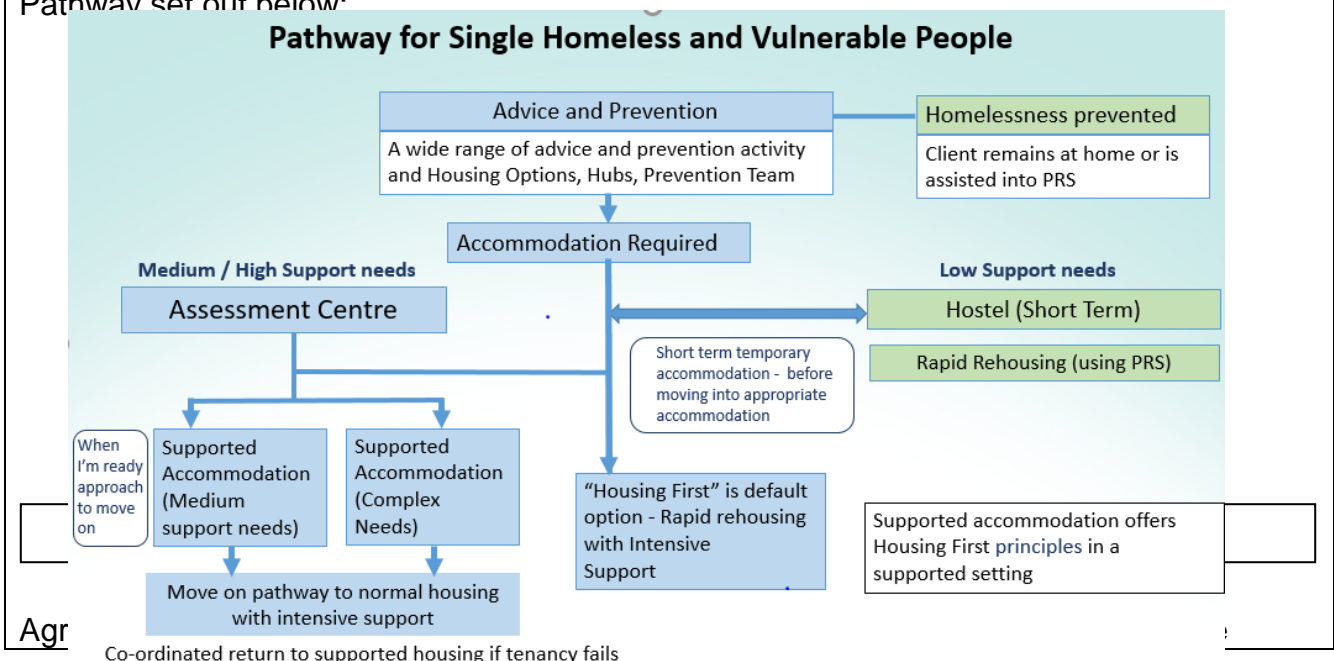 Pathway set out below:
Pathway for Single Homeless and Vulnerable People
Advice and Prevention
A wide range of advice and prevention activity
and Housing Options, Hubs, Prevention Team
Homelessness prevented
Client remains at home or is
assisted into PRS
Accommodation Required
Medium / High Support needs
Assessment Centre
Low Support needs
Hostel (Short Term)
Rapid Rehousing (using PRS)
Short term temporary
accommodation - before
moving into appropriate
accommodation
When
I'm ready
approach
to move
on
Supported
Accommodation
(Medium
support needs)
Supported
Accommodation
(Complex
Needs)
“Housing First” is default
option - Rapid rehousing
with Intensive
Support
Supported accommodation offers
Housing First principles in a
supported setting
Move on pathway to normal housing
with intensive support
Agr
Co-ordinated return to supported housing if tenancy fails